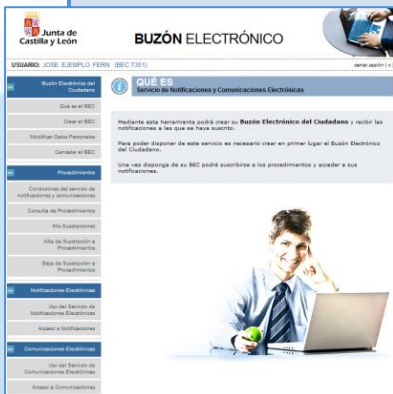 Junta de
Castilla y León
BUZÓN ELECTRÓNICO
USUARIO: JOSE EJEMPLO FERN (BEC 7351)
cerrar sesión
Buzón Electrónico del
Ciudadano
Qué es el BEC
Crear el BEC
Modificar Datos Personales
Cancelar el BEC
Procedimientos
Condiciones del servicio de
notificaciones y comunicaciones
Consulta de Procedimientos
Mis Suscripciones
Alta de Suscripción a
Procedimientos
Baja de Suscripción a
Procedimientos
Notificaciones Electrónicas
Uso del Servicio de
Notificaciones Electrónicas
Acceso a Notificaciones
Comunicaciones Electrónicas
Uso del Servicio de
Comunicaciones Electrónicas
Acceso a Comunicaciones
QUÉ ES
Servicio de Notificaciones y Comunicaciones Electrónicas
Mediante esta herramienta podrá crear su Buzón Electrónico del Ciudadano y recibir las
notificaciones a las que se haya suscrito.
Para poder disponer de este servicio es necesario crear en primer lugar el Buzón Electrónico
del Ciudadano.
Una vez disponga de su BEC podrá suscribirse a los procedimientos y acceder a sus
notificaciones.